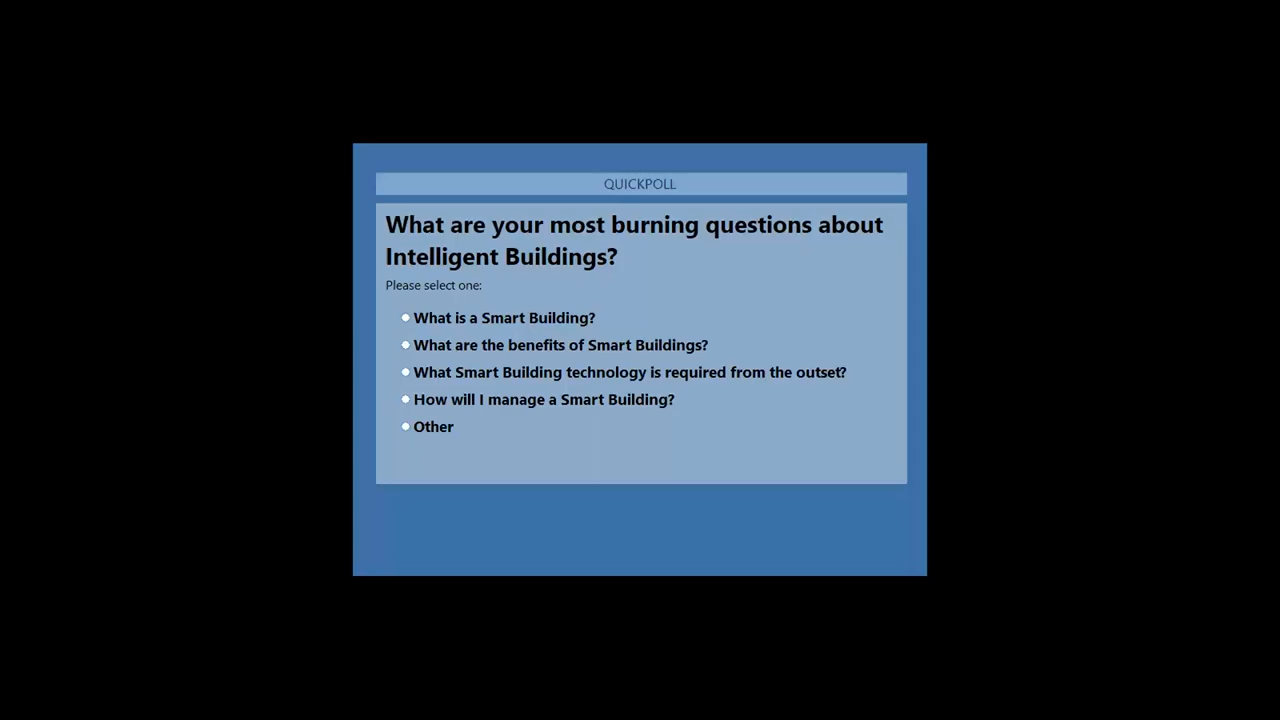 QUICKPOLL
What are your most burning questions about
Intelligent Buildings?
Please select one:
What is a Smart Building?
What are the benefits of Smart Buildings?
What Smart Building technology is required from the outset?
How will I manage a Smart Building?
Other